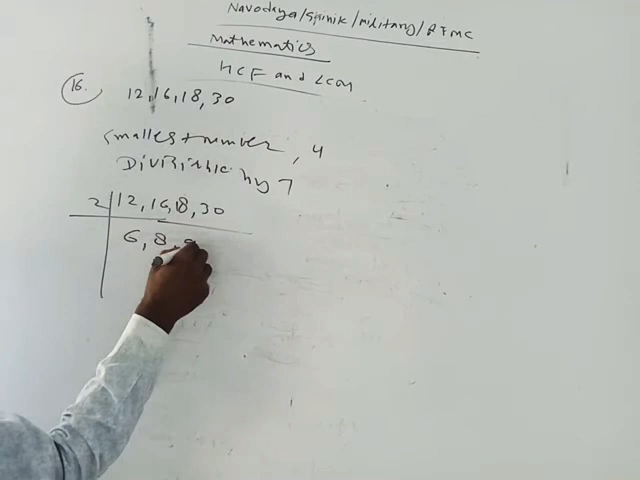 Navodaya/Sainik/military/RIMC
Mathematics
HCF and LCM
16. 12,16,18,30
smallest number, 4
Divisible by 7
2 12,16,18,30
6,8,9